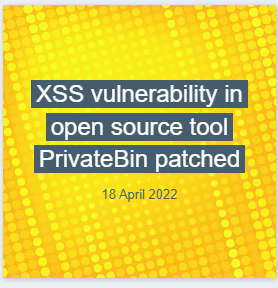 XSS vulnerability in
open source tool
PrivateBin patched
18 April 2022